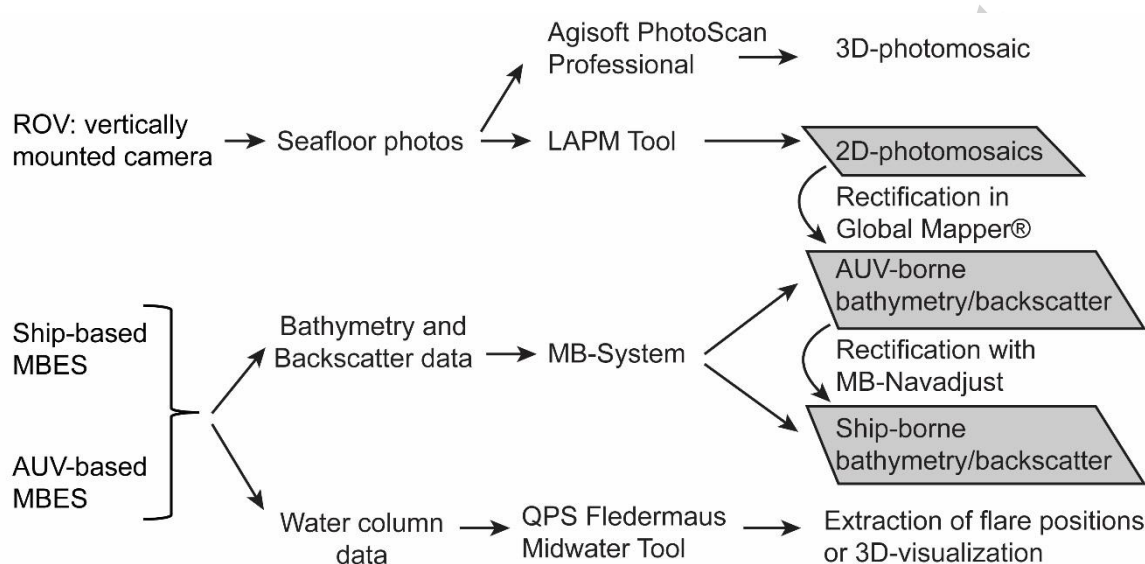 Agisoft PhotoScan
Professional
3D-photomosaic
ROV: vertically
mounted camera
Seafloor photos
LAPM Tool
2D-photomosaics
Rectification in
Global Mapper®
AUV-borne
bathymetry/backscatter
Ship-based
MBES
Bathymetry and
Backscatter data
MB-System
Rectification with
MB-Navadjust
Ship-borne
bathymetry/backscatter
AUV-based
MBES
Water column
data
QPS Fledermaus
Midwater Tool
Extraction of flare positions
or 3D-visualization